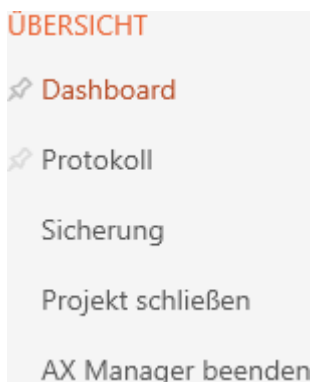 ÜBERSICHT
Dashboard
Protokoll
Sicherung
Projekt schließen
AX Manager beenden